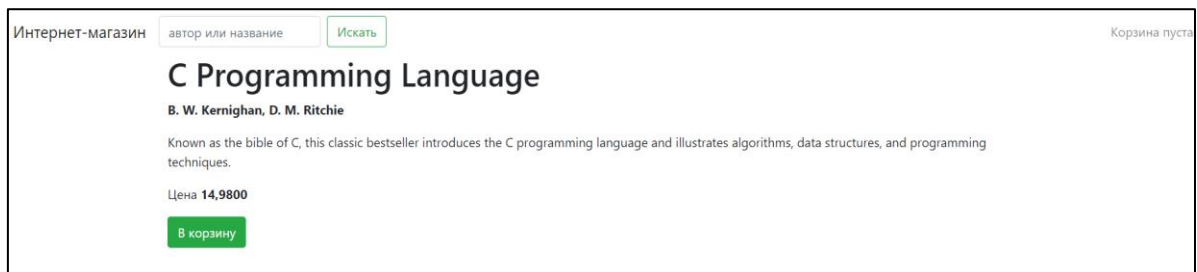 Интернет-магазин автор или название Искать Корзина пуста
C Programming Language
B. W. Kernighan, D. M. Ritchie
Known as the bible of C, this classic bestseller introduces the C programming language and illustrates algorithms, data structures, and programming
techniques.
Цена 14,9800
В корзину